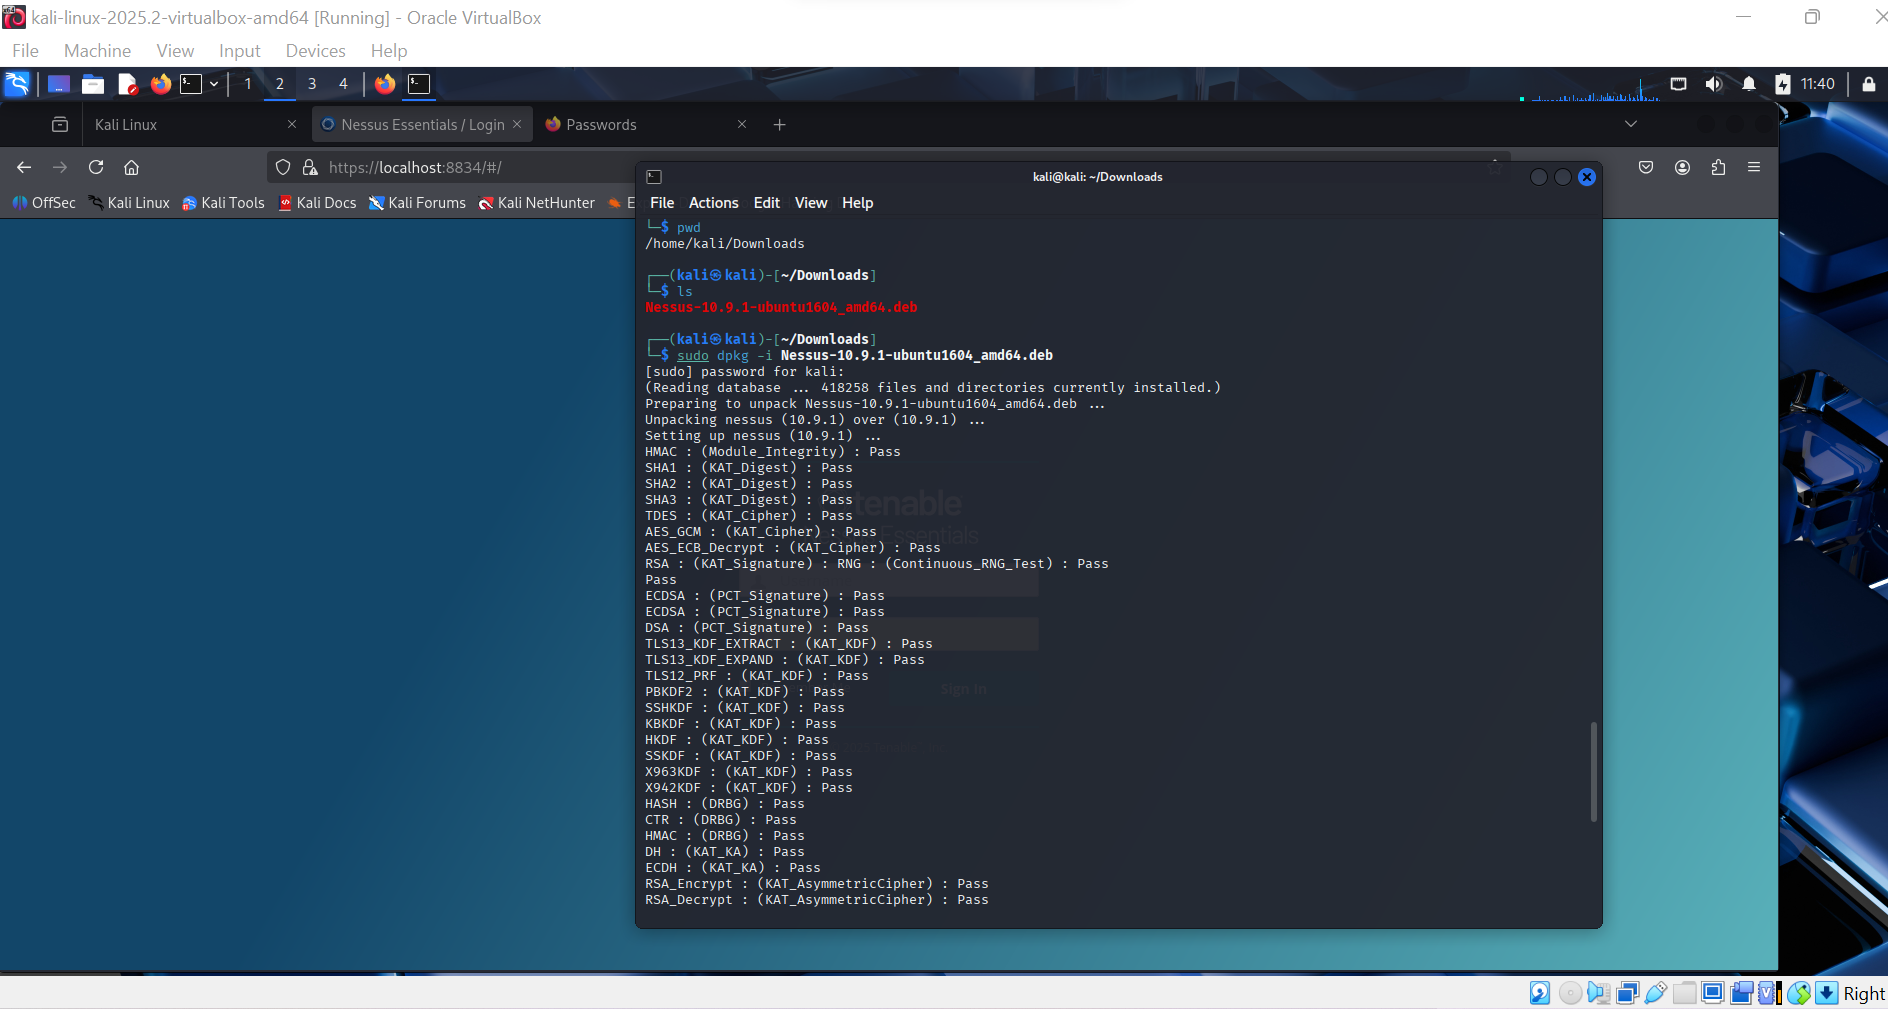 kali-linux-2025.2-virtualbox-amd64 [Running] - Oracle VirtualBox
File Machine View Input Devices Help
1 2 3 4 11:40
Kali Linux Nessus Essentials / Login Passwords
https://localhost:8834/#/
OffSec Kali Linux Kali Tools Kali Docs Kali Forums Kali NetHunter
kali@kali: ~/Downloads
File Actions Edit View Help
└─$ pwd
/home/kali/Downloads
┌──(kali㉿kali)-[~/Downloads]
└─$ ls
Nessus-10.9.1-ubuntu1604_amd64.deb
┌──(kali㉿kali)-[~/Downloads]
└─$ sudo dpkg -i Nessus-10.9.1-ubuntu1604_amd64.deb
[sudo] password for kali:
(Reading database ... 418258 files and directories currently installed.)
Preparing to unpack Nessus-10.9.1-ubuntu1604_amd64.deb ...
Unpacking nessus (10.9.1) over (10.9.1) ...
Setting up nessus (10.9.1) ...
HMAC : (Module_Integrity) : Pass
SHA1 : (KAT_Digest) : Pass
SHA2 : (KAT_Digest) : Pass
SHA3 : (KAT_Digest) : Pass
TDES : (KAT_Cipher) : Pass
AES_GCM : (KAT_Cipher) : Pass
AES_ECB_Decrypt : (KAT_Cipher) : Pass
RSA : (KAT_Signature) : RNG : (Continuous_RNG_Test) : Pass
Pass
ECDSA : (PCT_Signature) : Pass
ECDSA : (PCT_Signature) : Pass
DSA : (PCT_Signature) : Pass
TLS13_KDF_EXTRACT : (KAT_KDF) : Pass
TLS13_KDF_EXPAND : (KAT_KDF) : Pass
TLS12_PRF : (KAT_KDF) : Pass
PBKDF2 : (KAT_KDF) : Pass
SSHKDF : (KAT_KDF) : Pass
KBKDF : (KAT_KDF) : Pass
HKDF : (KAT_KDF) : Pass
SSKDF : (KAT_KDF) : Pass
X963KDF : (KAT_KDF) : Pass
X942KDF : (KAT_KDF) : Pass
HASH : (DRBG) : Pass
CTR : (DRBG) : Pass
HMAC : (DRBG) : Pass
DH : (KAT_KA) : Pass
ECDH : (KAT_KA) : Pass
RSA_Encrypt : (KAT_AsymmetricCipher) : Pass
RSA_Decrypt : (KAT_AsymmetricCipher) : Pass
tenable
Essentials
Sign In
Right